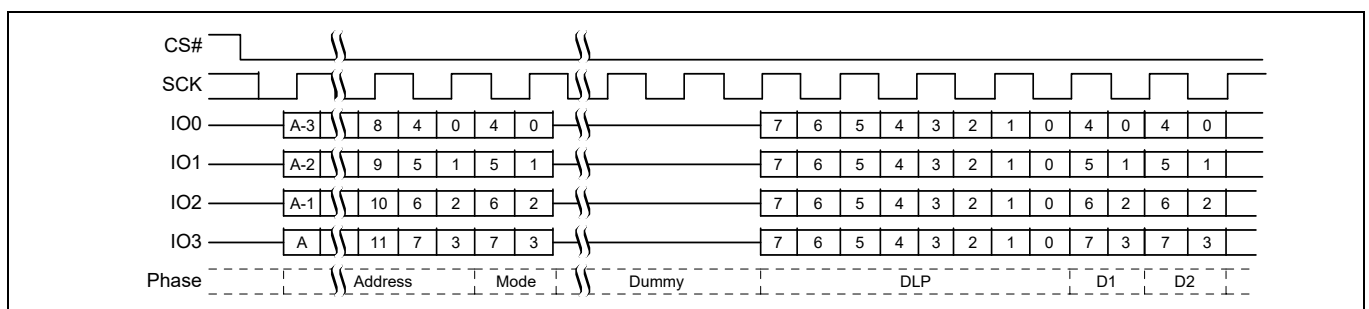 CS#
SCK
IO0 A-3 8 4 0 4 0 7 6 5 4 3 2 1 0 4 0 4 0
IO1 A-2 9 5 1 5 1 7 6 5 4 3 2 1 0 5 1 5 1
IO2 A-1 10 6 2 6 2 7 6 5 4 3 2 1 0 6 2 6 2
IO3 A 11 7 3 7 3 7 6 5 4 3 2 1 0 7 3 7 3
Phase Address Mode Dummy DLP D1 D2